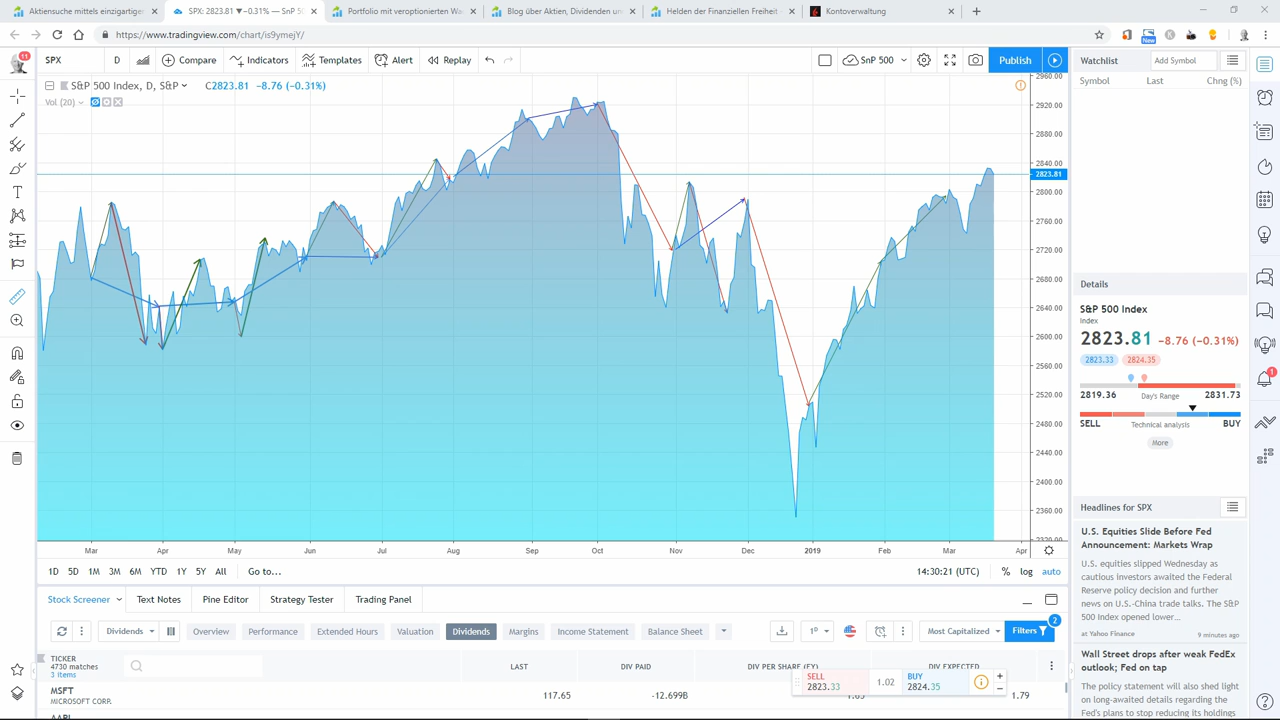 Aktiensuche mittels einzigartiger
SPX: 2823.81 ▼−0.31% — SnP 50
Portfolio mit veroptionierten Wa
Blog über Aktien, Dividenden un
Helden der Finanziellen Freiheit -
Kontoverwaltung
https://www.tradingview.com/chart/is9ymejY/
New
11
SPX
D
Compare
Indicators
Templates
Alert
Replay
SnP 500
Publish
S&P 500 Index, D, S&P
C2823.81 −8.76 (−0.31%)
Vol (20)
2960.00
2920.00
2880.00
2840.00
2823.81
2800.00
2760.00
2720.00
2680.00
2640.00
2600.00
2560.00
2520.00
2480.00
2440.00
2400.00
2360.00
2320.00
Mar
Apr
May
Jun
Jul
Aug
Sep
Oct
Nov
Dec
2019
Feb
Mar
Apr
1D 5D 1M 3M 6M YTD 1Y 5Y All
Go to...
14:30:21 (UTC)
% log auto
Stock Screener
Text Notes
Pine Editor
Strategy Tester
Trading Panel
Dividends
Overview
Performance
Extended Hours
Valuation
Dividends
Margins
Income Statement
Balance Sheet
1D
Most Capitalized
Filters
2
TICKER
4730 matches
3 items
LAST
DIV PAID
DIV PER SHARE (FY)
DIV EXPECTED
MSFT
MICROSOFT CORP.
117.65
-12.699B
1.79
SELL
2823.33
1.02
BUY
2824.35
Watchlist
Add Symbol
Symbol
Last
Chng (%)
Details
S&P 500 Index
Index
2823.81 −8.76 (−0.31%)
2823.33
2824.35
2819.36
Day's Range
2831.73
SELL
Technical analysis
BUY
More
Headlines for SPX
U.S. Equities Slide Before Fed
Announcement: Markets Wrap
U.S. equities slipped Wednesday as
cautious investors awaited the Federal
Reserve policy decision and further
news on U.S.-China trade talks. The S&P
500 Index opened lower...
at Yahoo Finance
9 minutes ago
Wall Street drops after weak FedEx
outlook; Fed on tap
The policy statement will also shed light
on long-awaited details regarding the
Fed's plans to stop reducing its holdings
1